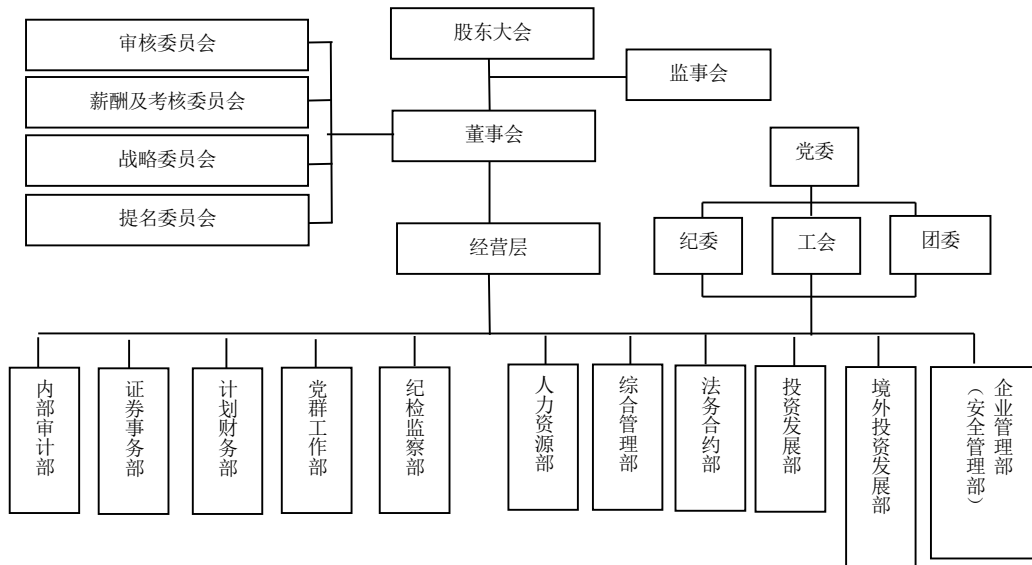 股东大会
审核委员会
监事会
薪酬及考核委员会
董事会
党委
战略委员会
提名委员会
经营层
纪委
工会
团委
内部审计部
证券事务部
计划财务部
党群工作部
纪检监察部
人力资源部
综合管理部
法务合约部
投资发展部
境外投资发展部
企业管理部
（安全管理部）